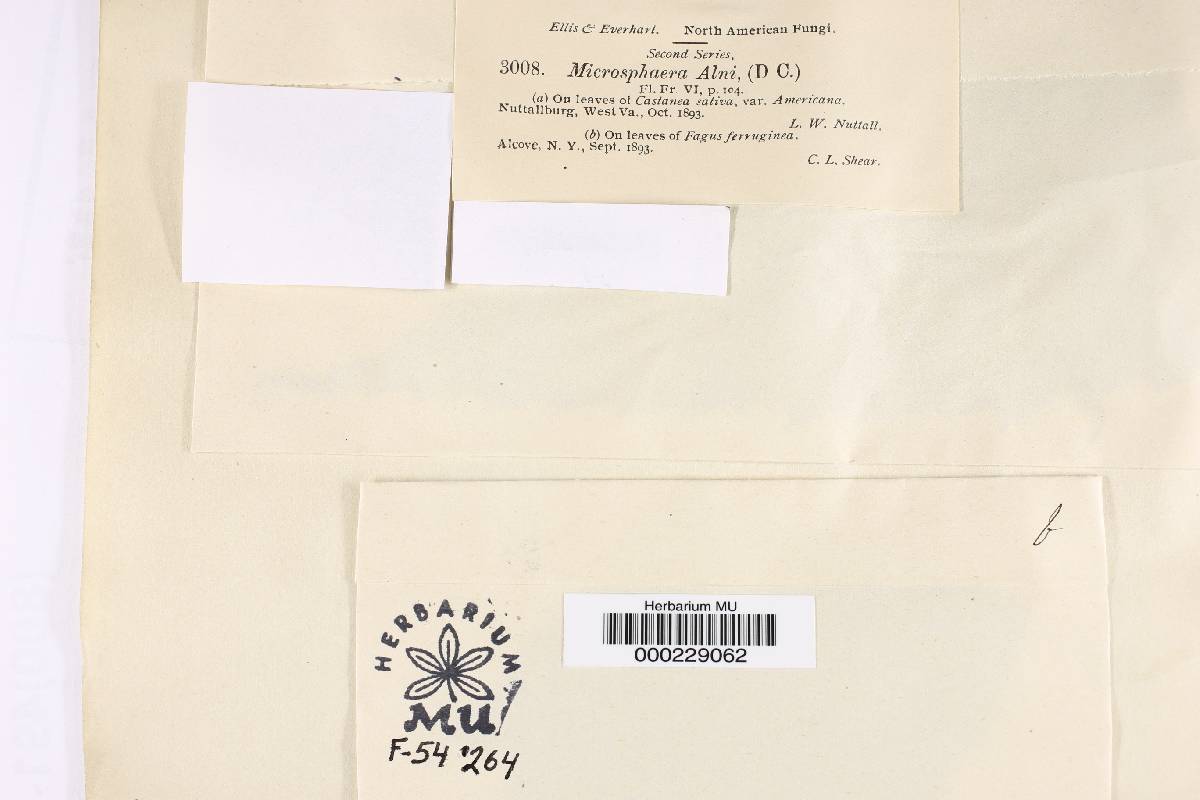 Ellis & Everhart. North American Fungi.
Second Series,
3008. Microsphaera Alni, (D C.)
Fl. Fr. VI, p. 104.
(a) On leaves of Castanea sativa, var. Americana.
Nuttallburg, West Va., Oct. 1893.
L. W. Nuttall.
(b) On leaves of Fagus ferruginea.
Alcove, N. Y., Sept. 1893.
C. L. Shear.
b
HERBARIUM
MU
F-54264
Herbarium MU
000229062